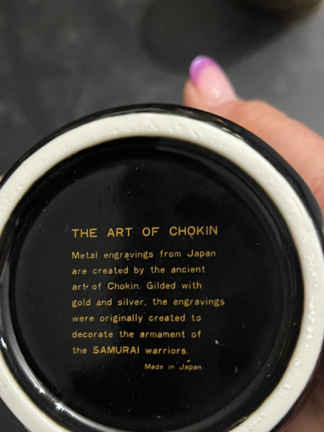 THE ART OF CHOKIN
Metal engravings from Japan
are created by the ancient
art of Chokin. Gilded with
gold and silver, the engravings
were originally created to
decorate the armament of
the SAMURAI warriors.
Made in Japan